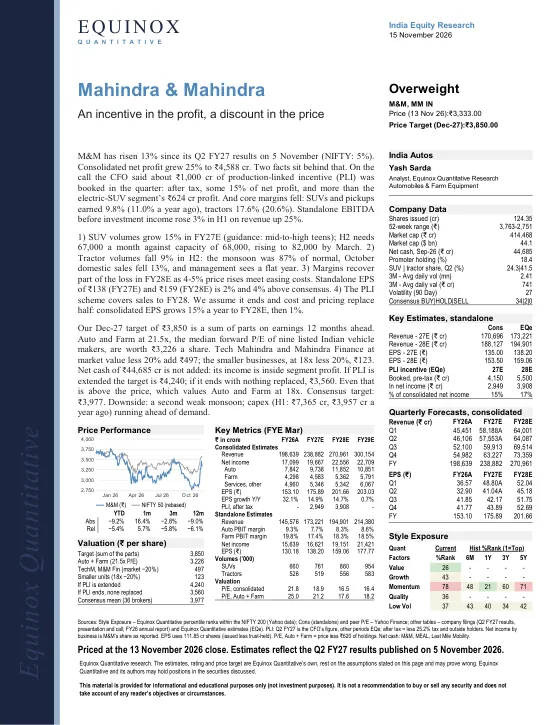 EQUINOX
QUANTITATIVE
India Equity Research
15 November 2026
Mahindra & Mahindra
An incentive in the profit, a discount in the price
Overweight
M&M, MM IN
Price (13 Nov 26):₹3,333.00
Price Target (Dec-27):₹3,850.00
M&M has risen 13% since its Q2 FY27 results on 5 November (NIFTY: 5%).
Consolidated net profit grew 25% to ₹4,588 cr. Two facts sit behind that. On
the call the CFO said about ₹1,000 cr of production-linked incentive (PLI) was
booked in the quarter: after tax, some 15% of net profit, and more than the
electric-SUV segment's ₹624 cr profit. And core margins fell: SUVs and pickups
earned 9.8% (11.0% a year ago), tractors 17.6% (20.6%). Standalone EBITDA
before investment income rose 3% in H1 on revenue up 25%.
1) SUV volumes grow 15% in FY27E (guidance: mid-to-high teens); H2 needs
67,000 a month against capacity of 68,000, rising to 82,000 by March. 2)
Tractor volumes fall 9% in H2: the monsoon was 87% of normal, October
domestic sales fell 13%, and management sees a flat year. 3) Margins recover
part of the loss in FY28E as 4-5% price rises meet easing costs. Standalone EPS
of ₹138 (FY27E) and ₹159 (FY28E) is 2% and 4% above consensus. 4) The PLI
scheme covers sales to FY28. We assume it ends and cost and pricing replace
half: consolidated EPS grows 15% a year to FY28E, then 1%.
Our Dec-27 target of ₹3,850 is a sum of parts on earnings 12 months ahead.
Auto and Farm at 21.5x, the median forward P/E of nine listed Indian vehicle
makers, are worth ₹3,226 a share. Tech Mahindra and Mahindra Finance at
market value less 20% add ₹497; the smaller businesses, at 18x less 20%, ₹123.
Net cash of ₹44,685 cr is not added: its income is inside segment profit. If PLI is
extended the target is ₹4,240; if it ends with nothing replaced, ₹3,560. Even
that is above the price, which values Auto and Farm at 18x. Consensus target:
₹3,977. Downside: a second weak monsoon; capex (H1: ₹7,365 cr, ₹3,957 cr a
year ago) running ahead of demand.
India Autos
Yash Sarda
Analyst, Equinox Quantitative Research
Automobiles & Farm Equipment
Company Data
Shares issued (cr) 124.35
52-week range (₹) 3,763-2,751
Market cap (₹ cr) 414,468
Market cap ($ bn) 44.1
Net cash, Sep-26 (₹ cr) 44,685
Promoter holding (%) 18.4
SUV | tractor share, Q2 (%) 24.3|41.5
3M - Avg daily vol (mn) 2.41
3M - Avg daily val (₹ cr) 741
Volatility (90 Day) 27
Consensus BUY|HOLD|SELL 34|2|0
Key Estimates, standalone
Cons EQe
Revenue - 27E (₹ cr) 170,696 173,221
Revenue - 28E (₹ cr) 188,127 194,901
EPS - 27E (₹) 135.00 138.20
EPS - 28E (₹) 153.50 159.06
PLI incentive (EQe) 27E 28E
Booked, pre-tax (₹ cr) 4,150 5,500
In net income (₹ cr) 2,949 3,908
% of consolidated net income 15% 17%
Quarterly Forecasts, consolidated
Revenue (₹ cr) FY26A FY27E FY28E
Q1 45,451 58,188A 64,001
Q2 46,106 57,552A 64,087
Q3 52,100 59,913 69,514
Q4 54,982 63,227 73,359
FY 198,639 238,882 270,961
EPS (₹) FY26A FY27E FY28E
Q1 36.57 48.80A 52.04
Q2 32.90 41.04A 45.18
Q3 41.85 42.17 51.75
Q4 41.77 43.89 52.69
FY 153.10 175.89 201.66
Style Exposure
Quant Current Hist %Rank (1=Top)
Factors %Rank 6M 1Y 3Y 5Y
Value 26 - - - -
Growth 43 - - - -
Momentum 78 48 21 60 71
Quality 36 - - - -
Low Vol 37 43 40 34 42
Price Performance
4,000
3,750
3,500
3,250
3,000
2,750
Jan 26 Apr 26 Jul 26 Oct 26
M&M (₹) NIFTY 50 (rebased)
YTD 1m 3m 12m
Abs −9.2% 16.4% −2.8% −9.0%
Rel −5.4% 5.7% −5.8% −6.1%
Valuation (₹ per share)
Target (sum of the parts) 3,850
Auto + Farm (21.5x P/E) 3,226
TechM, M&M Fin (market −20%) 497
Smaller units (18x −20%) 123
If PLI is extended 4,240
If PLI ends, none replaced 3,560
Consensus mean (36 brokers) 3,977
Key Metrics (FYE Mar)
₹ in crore FY26A FY27E FY28E FY29E
Consolidated Estimates
Revenue 198,639 238,882 270,961 300,154
Net income 17,099 19,667 22,556 22,709
Auto 7,842 9,738 11,852 10,851
Farm 4,298 4,583 5,362 5,791
Services, other 4,960 5,346 5,342 6,067
EPS (₹) 153.10 175.89 201.66 203.03
EPS growth Y/Y 32.1% 14.9% 14.7% 0.7%
PLI, after tax - 2,949 3,908 -
Standalone Estimates
Revenue 145,576 173,221 194,901 214,380
Auto PBIT margin 9.3% 7.7% 8.3% 8.6%
Farm PBIT margin 19.8% 17.4% 18.3% 18.5%
Net income 15,639 16,621 19,151 21,421
EPS (₹) 130.18 138.20 159.06 177.77
Volumes ('000)
SUVs 660 761 860 954
Tractors 526 519 556 583
Valuation
P/E, consolidated 21.8 18.9 16.5 16.4
P/E, Auto + Farm 25.0 21.2 17.6 18.2
Equinox Quantitative
Priced at the 13 November 2026 close. Estimates reflect the Q2 FY27 results published on 5 November 2026.
Equinox Quantitative research. The estimates, rating and price target are Equinox Quantitative's own, rest on the assumptions stated on this page and may prove wrong. Equinox Quantitative
and its authors may hold positions in the securities discussed.
This material is provided for informational and educational purposes only (not investment purposes). It is not a recommendation to buy or sell any security and does not
take account of any reader's objectives or circumstances.